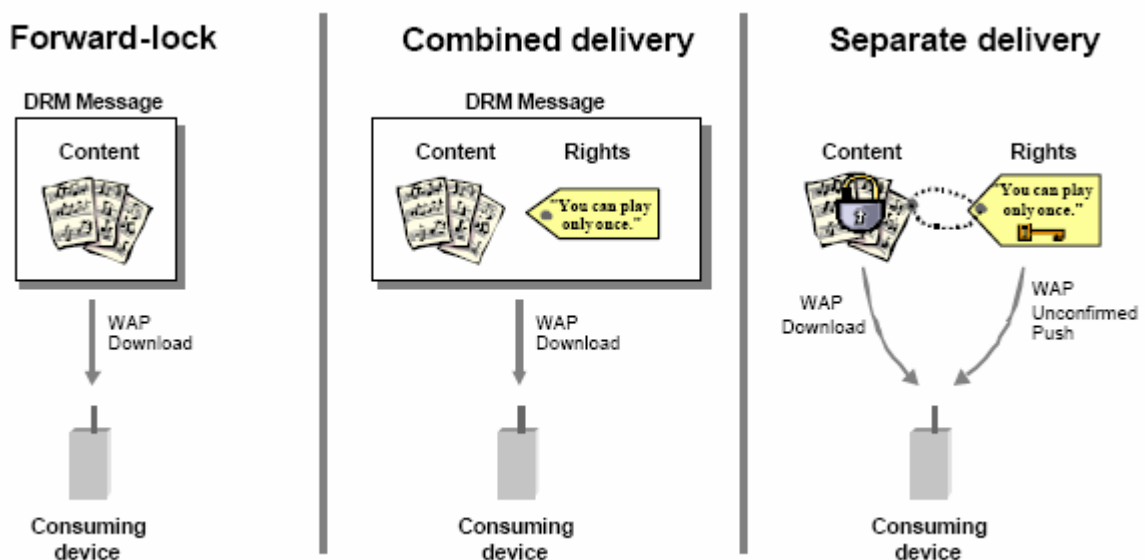 Forward-lock
DRM Message
Content
WAP
Download
Consuming
device
Combined delivery
DRM Message
Content
Rights
"You can play
only once."
WAP
Download
Consuming
device
Separate delivery
Content
Rights
"You can play
only once."
WAP
Download
WAP
Unconfirmed
Push
Consuming
device